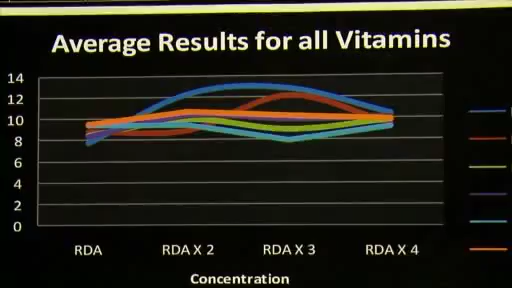 Average Results for all Vitamins
14
12
10
8
6
4
2
0
RDA RDA X 2 RDA X 3 RDA X 4
Concentration